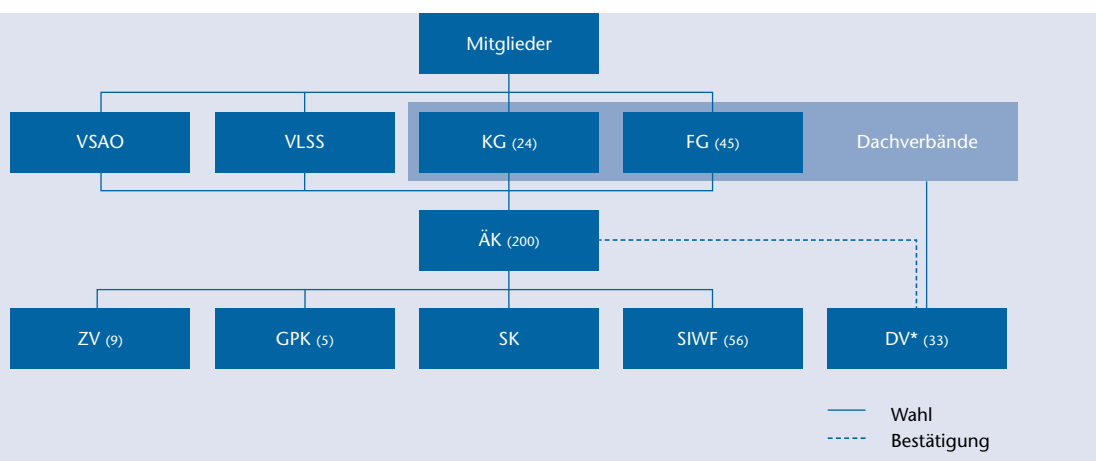 Mitglieder
VSAO
VLSS
KG (24)
FG (45)
Dachverbände
ÄK (200)
ZV (9)
GPK (5)
SK
SIWF (56)
DV* (33)
Wahl
Bestätigung